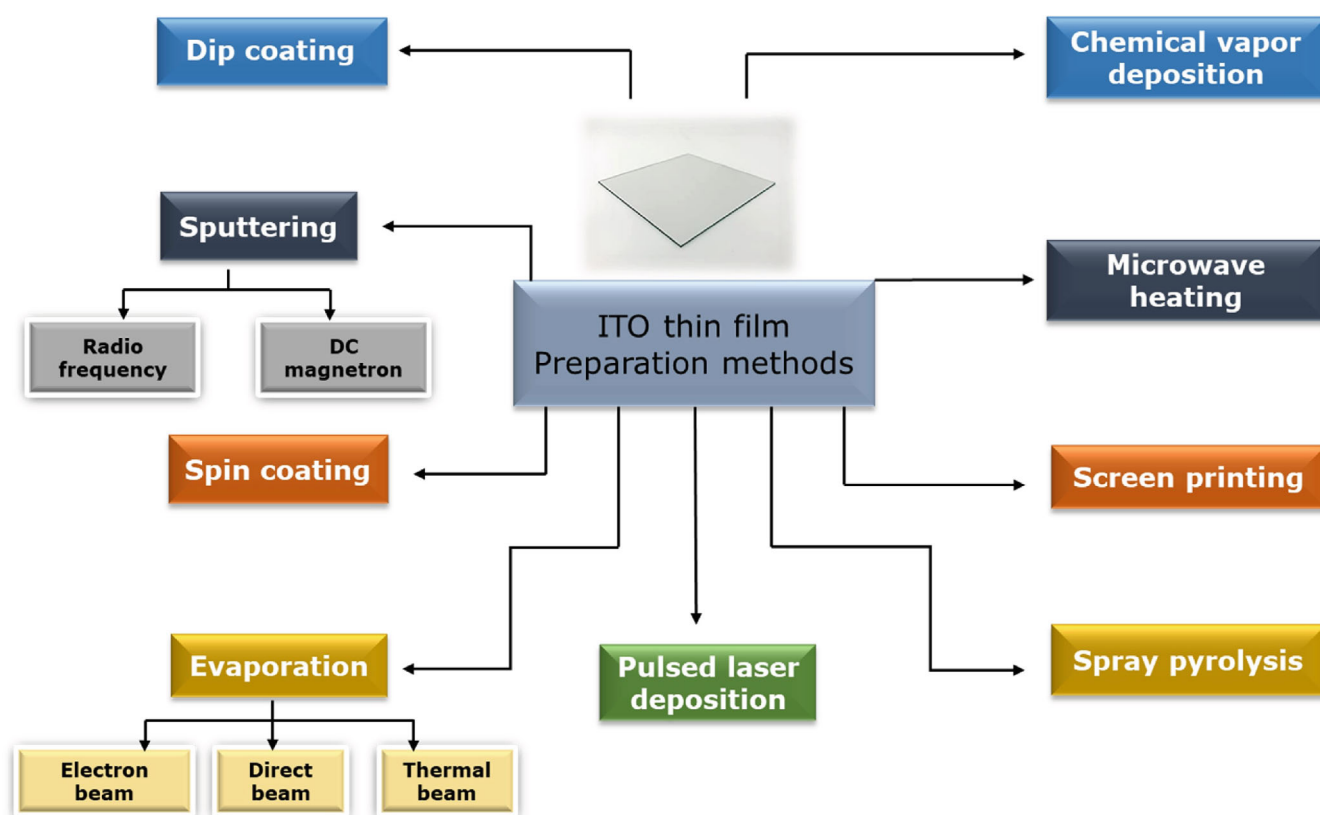 Dip coating
Chemical vapor
deposition
Sputtering
Radio
frequency
DC
magnetron
Microwave
heating
ITO thin film
Preparation methods
Spin coating
Screen printing
Evaporation
Electron
beam
Direct
beam
Thermal
beam
Pulsed laser
deposition
Spray pyrolysis